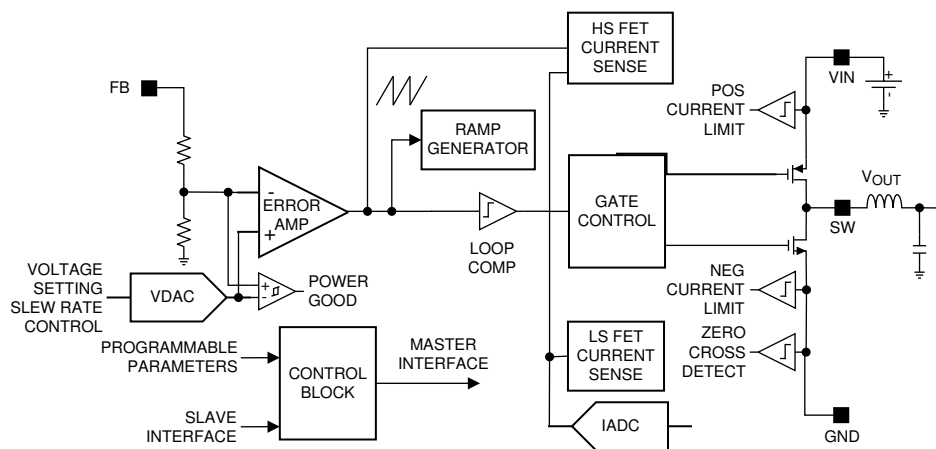 HS FET
CURRENT
SENSE
FB
VIN
+
-
POS
CURRENT
LIMIT
RAMP
GENERATOR
-
ERROR
AMP
+
LOOP
COMP
GATE
CONTROL
VOUT
SW
VOLTAGE
SETTING
SLEW RATE
CONTROL
VDAC
+
-
POWER
GOOD
NEG
CURRENT
LIMIT
PROGRAMMABLE
PARAMETERS
CONTROL
BLOCK
MASTER
INTERFACE
LS FET
CURRENT
SENSE
ZERO
CROSS
DETECT
SLAVE
INTERFACE
IADC
GND